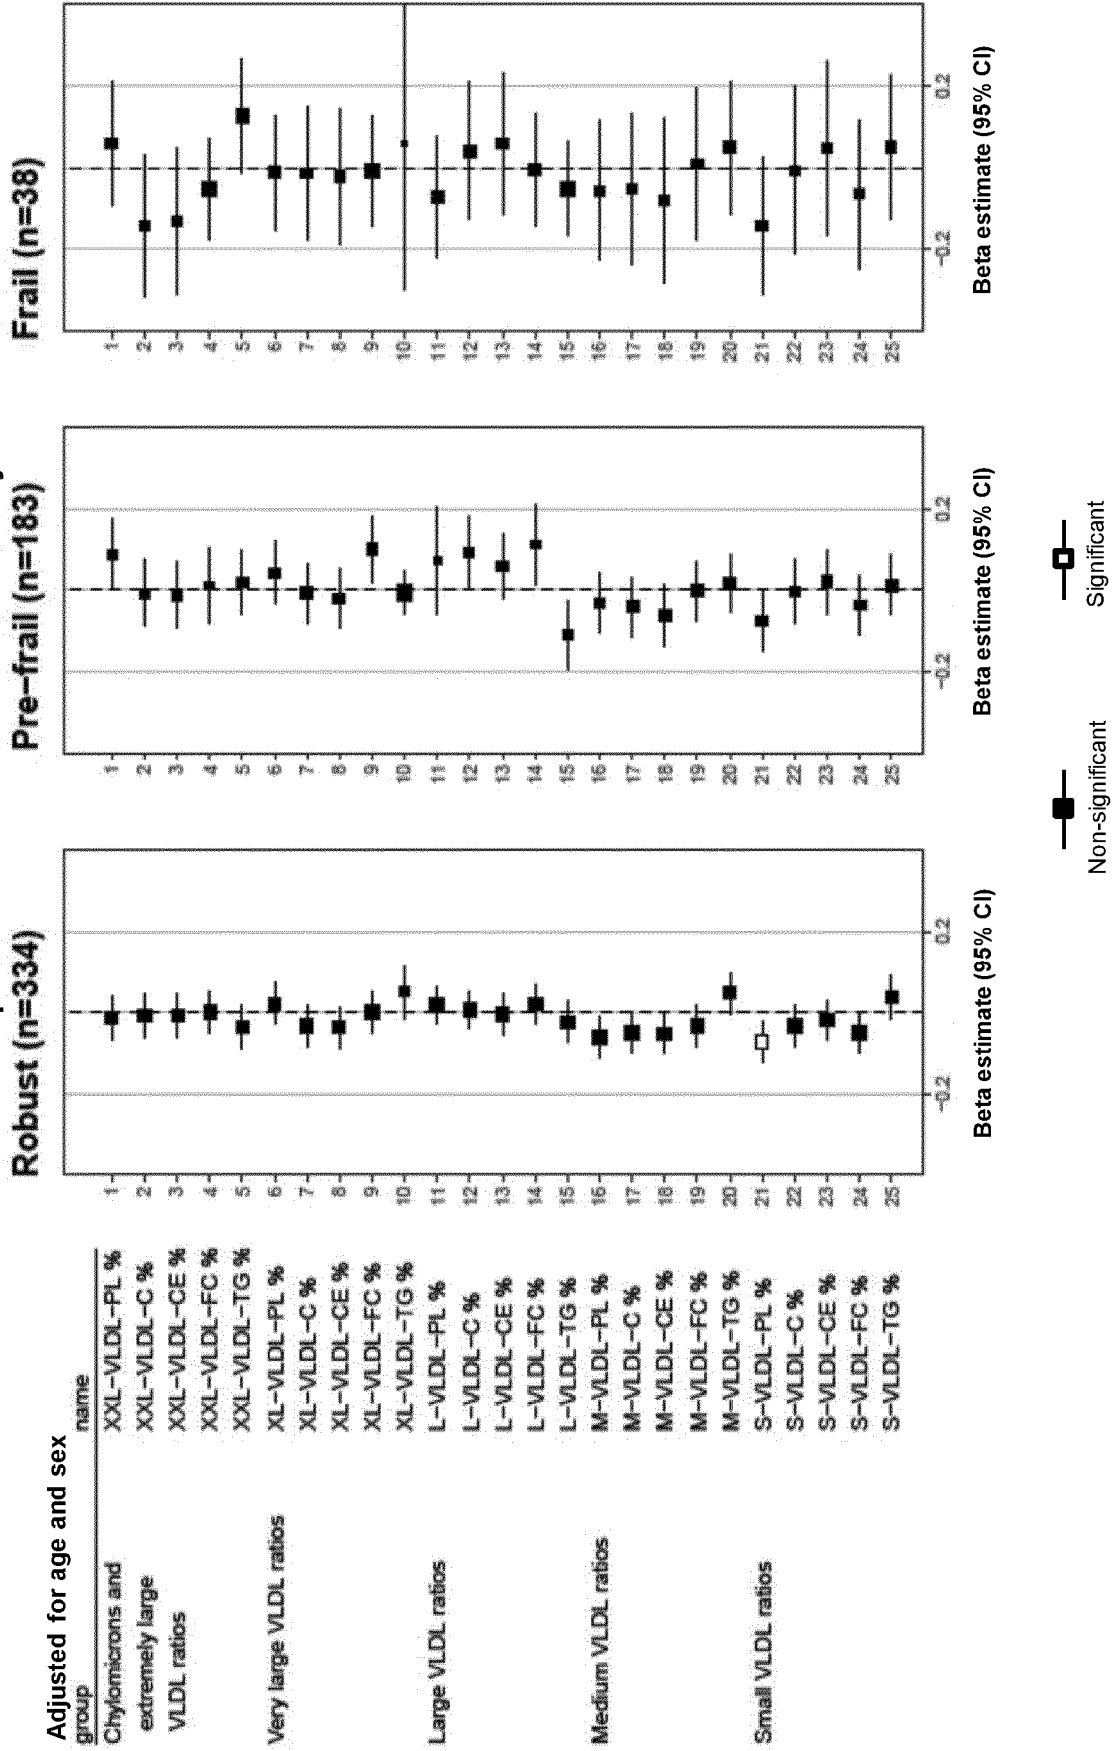 Robust (n=334) Pre-frail (n=183) Frail (n=38)
Adjusted for age and sex
group name
Chylomicrons and XXL-VLDL-PL % 1 1 1
extremely large XXL-VLDL-C % 2 2 2
VLDL ratios XXL-VLDL-CE % 3 3 3
XXL-VLDL-FC % 4 4 4
XXL-VLDL-TG % 5 5 5
Very large VLDL ratios XL-VLDL-PL % 6 6 6
XL-VLDL-C % 7 7 7
XL-VLDL-CE % 8 8 8
XL-VLDL-FC % 9 9 9
XL-VLDL-TG % 10 10 10
Large VLDL ratios L-VLDL-PL % 11 11 11
L-VLDL-C % 12 12 12
L-VLDL-CE % 13 13 13
L-VLDL-FC % 14 14 14
L-VLDL-TG % 15 15 15
Medium VLDL ratios M-VLDL-PL % 16 16 16
M-VLDL-C % 17 17 17
M-VLDL-CE % 18 18 18
M-VLDL-FC % 19 19 19
M-VLDL-TG % 20 20 20
Small VLDL ratios S-VLDL-PL % 21 21 21
S-VLDL-C % 22 22 22
S-VLDL-CE % 23 23 23
S-VLDL-FC % 24 24 24
S-VLDL-TG % 25 25 25
-0.2 0.2 -0.2 0.2 -0.2 0.2
Beta estimate (95% CI) Beta estimate (95% CI) Beta estimate (95% CI)
Non-significant Significant